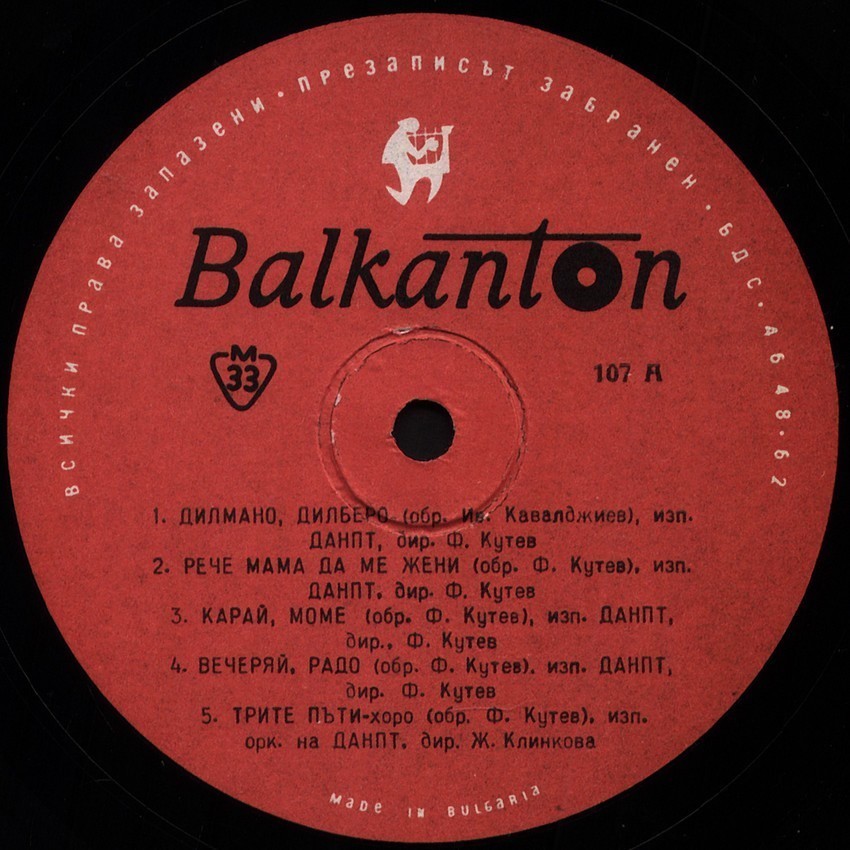 ВСИЧКИ ПРАВА ЗАПАЗЕНИ · ПРЕЗАПИСЪТ ЗАБРАНЕН · БДС · 4648·62
Balkanton
M
33
107 А
1. ДИЛМАНО, ДИЛБЕРО (обр. Ив. Кавалджиев), изп.
ДАНПТ, дир. Ф. Кутев
2. РЕЧЕ МАМА ДА МЕ ЖЕНИ (обр. Ф. Кутев), изп.
ДАНПТ, дир. Ф. Кутев
3. КАРАЙ, МОМЕ (обр. Ф. Кутев), изп. ДАНПТ,
дир., Ф. Кутев
4. ВЕЧЕРЯЙ, РАДО (обр. Ф. Кутев). изп. ДАНПТ,
дир. Ф. Кутев
5. ТРИТЕ ПЪТИ-хоро (обр. Ф. Кутев), изп.
орк. на ДАНПТ, дир. Ж. Клинкова
MADE IN BULGARIA